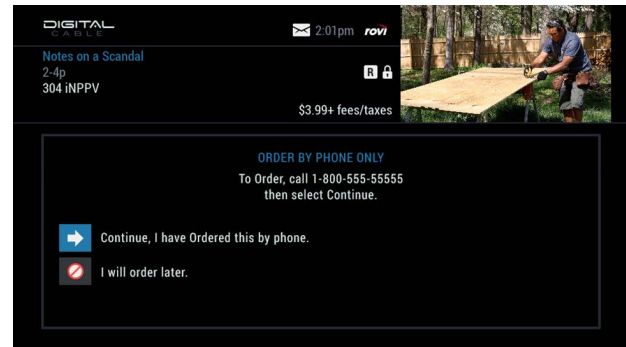 DIGITAL
CABLE
2:01pm rovi
Notes on a Scandal
2-4p
R
304 iNPPV
$3.99+ fees/taxes
ORDER BY PHONE ONLY
To Order, call 1-800-555-55555
then select Continue.
Continue, I have Ordered this by phone.
I will order later.